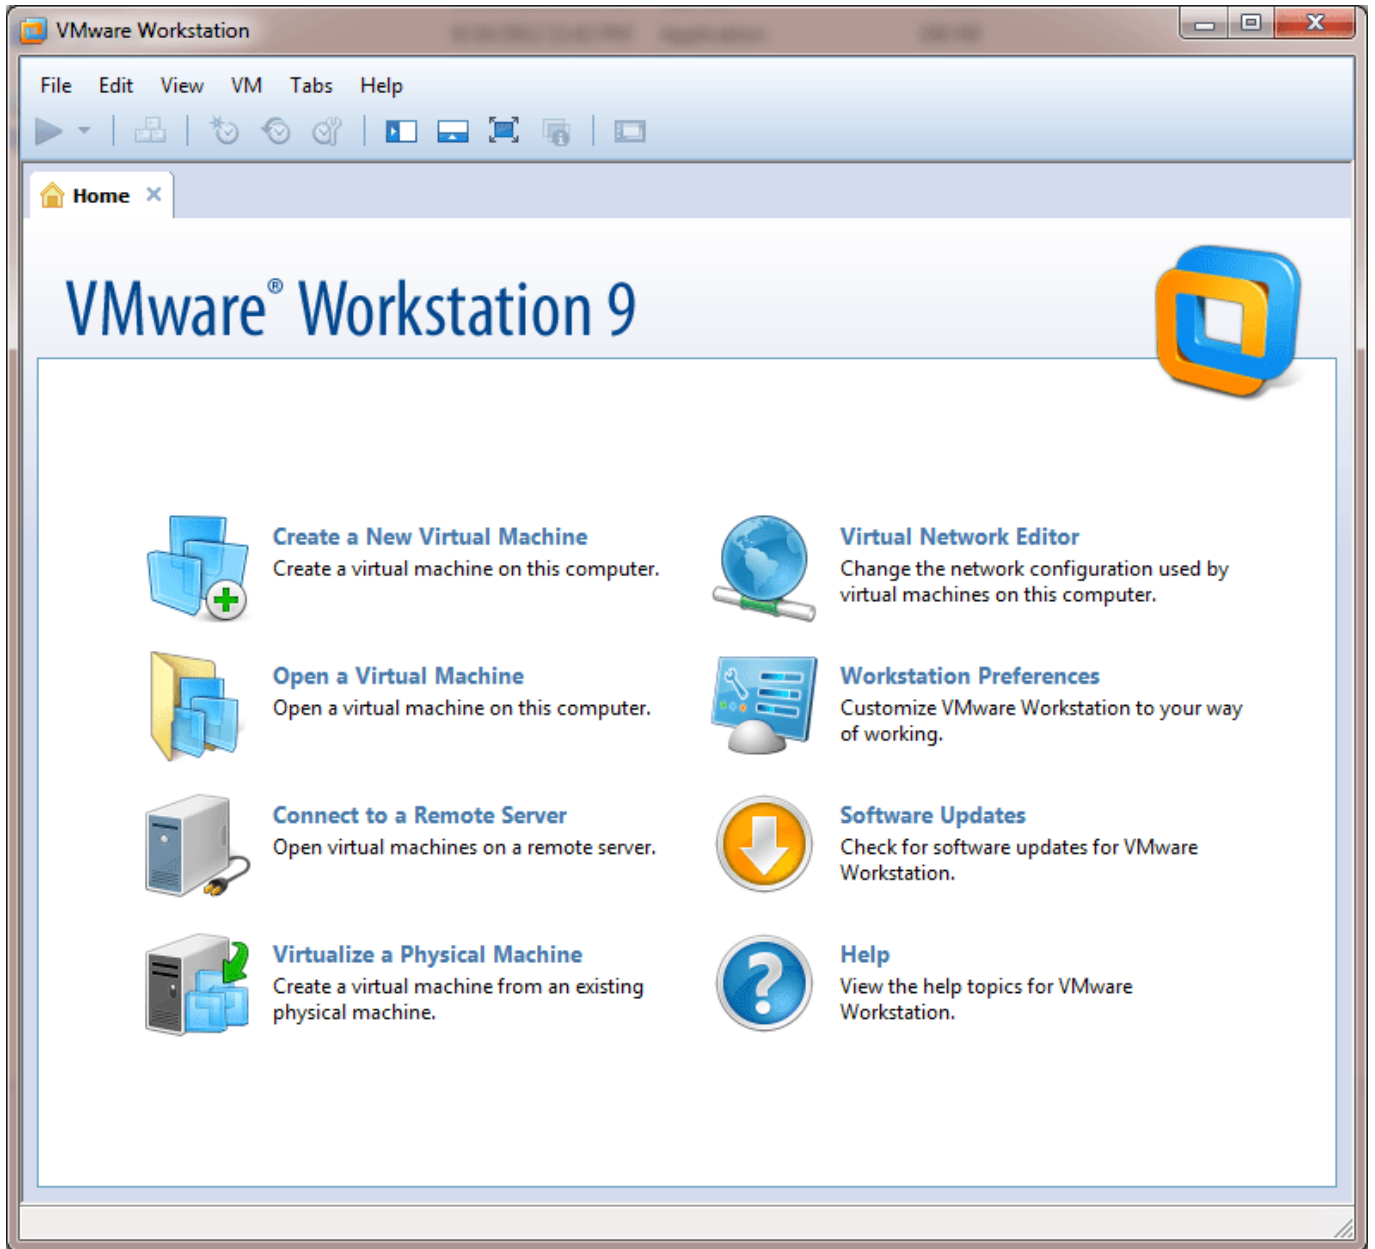 VMware Workstation
File Edit View VM Tabs Help
Home
VMware® Workstation 9
Create a New Virtual Machine
Create a virtual machine on this computer.
Open a Virtual Machine
Open a virtual machine on this computer.
Connect to a Remote Server
Open virtual machines on a remote server.
Virtualize a Physical Machine
Create a virtual machine from an existing
physical machine.
Virtual Network Editor
Change the network configuration used by
virtual machines on this computer.
Workstation Preferences
Customize VMware Workstation to your way
of working.
Software Updates
Check for software updates for VMware
Workstation.
Help
View the help topics for VMware
Workstation.